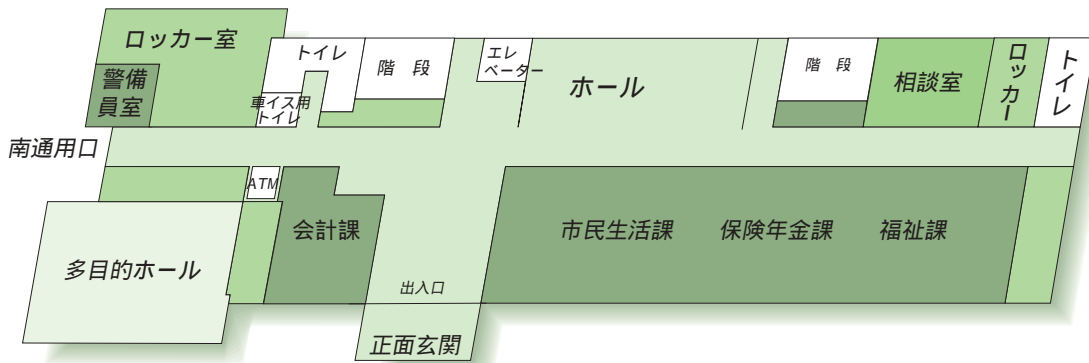 ロッカー室
トイレ
階 段
エレ
ベーター
ホール
階 段
相談室
ロッカー
トイレ
警備
員室
車イス用
トイレ
南通用口
ATM
会計課
市民生活課 保険年金課 福祉課
多目的ホール
出入口
正面玄関